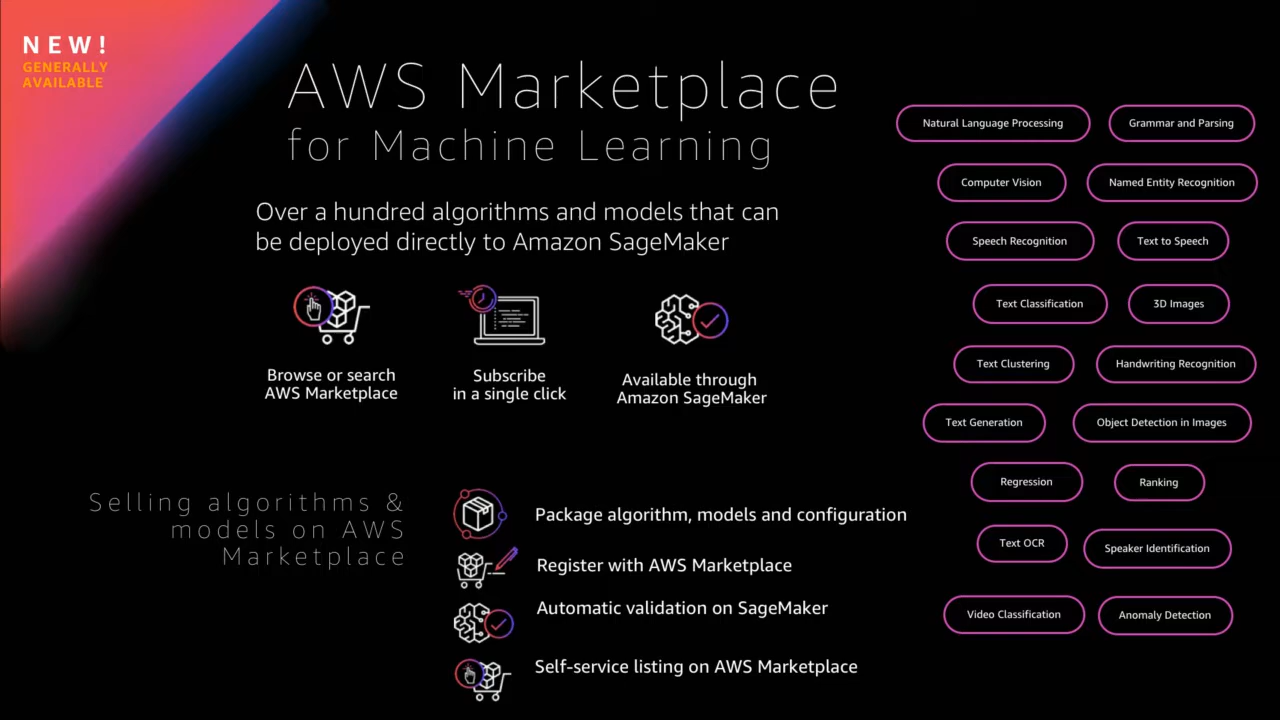 NEW!
GENERALLY
AVAILABLE
AWS Marketplace
for Machine Learning
Over a hundred algorithms and models that can
be deployed directly to Amazon SageMaker
Browse or search
AWS Marketplace
Subscribe
in a single click
Available through
Amazon SageMaker
Selling algorithms &
models on AWS
Marketplace
Package algorithm, models and configuration
Register with AWS Marketplace
Automatic validation on SageMaker
Self-service listing on AWS Marketplace
Natural Language Processing
Grammar and Parsing
Computer Vision
Named Entity Recognition
Speech Recognition
Text to Speech
Text Classification
3D Images
Text Clustering
Handwriting Recognition
Text Generation
Object Detection in Images
Regression
Ranking
Text OCR
Speaker Identification
Video Classification
Anomaly Detection